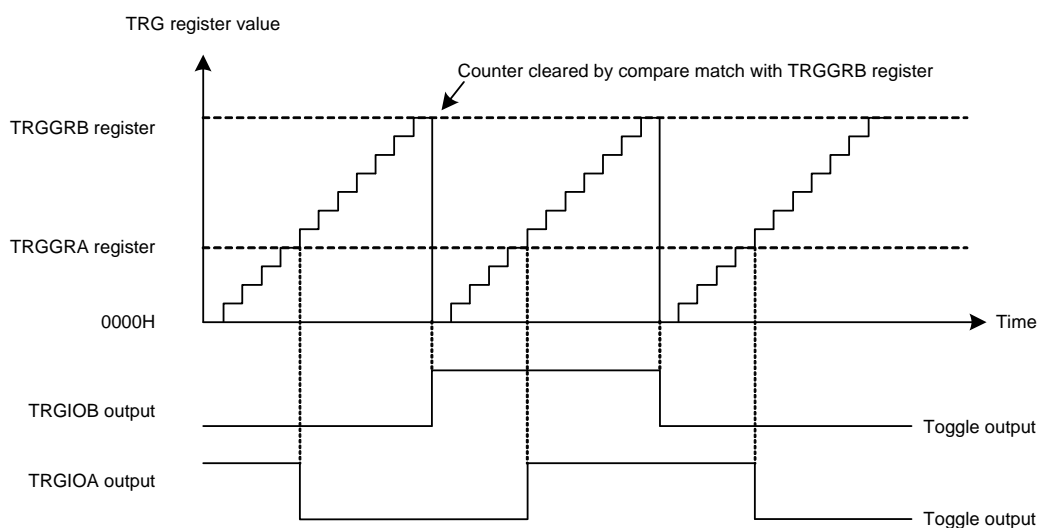 TRG register value
Counter cleared by compare match with TRGGRB register
TRGGRB register
TRGGRA register
0000H
Time
TRGIOB output
Toggle output
TRGIOA output
Toggle output